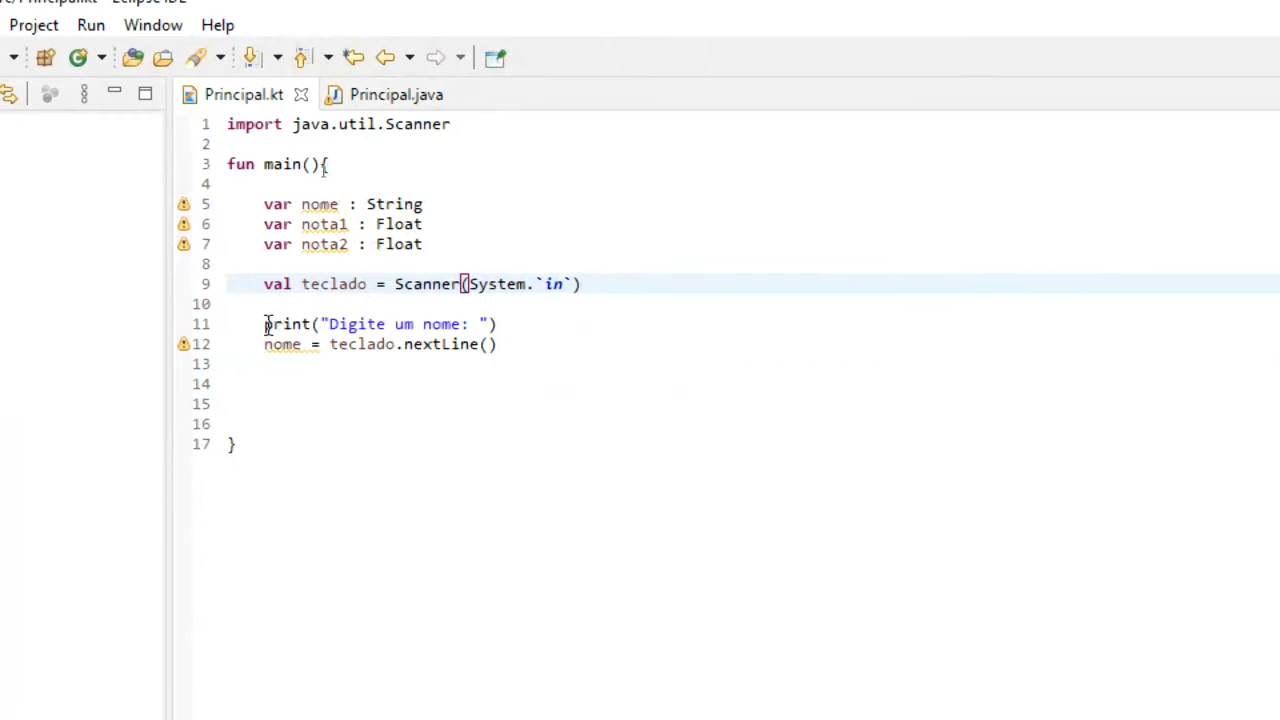 Project Run Window Help
Principal.kt Principal.java
1 import java.util.Scanner
2
3 fun main(){
4
5 var nome : String
6 var nota1 : Float
7 var nota2 : Float
8
9 val teclado = Scanner(System.`in`)
10
11 print("Digite um nome: ")
12 nome = teclado.nextLine()
13
14
15
16
17 }